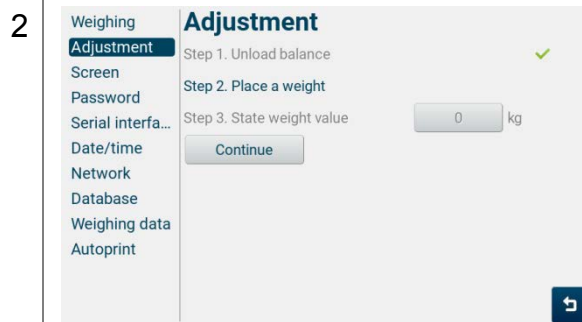 2
Weighing
Adjustment
Screen
Password
Serial interfa...
Date/time
Network
Database
Weighing data
Autoprint
Adjustment
Step 1. Unload balance
Step 2. Place a weight
Step 3. State weight value 0 kg
Continue